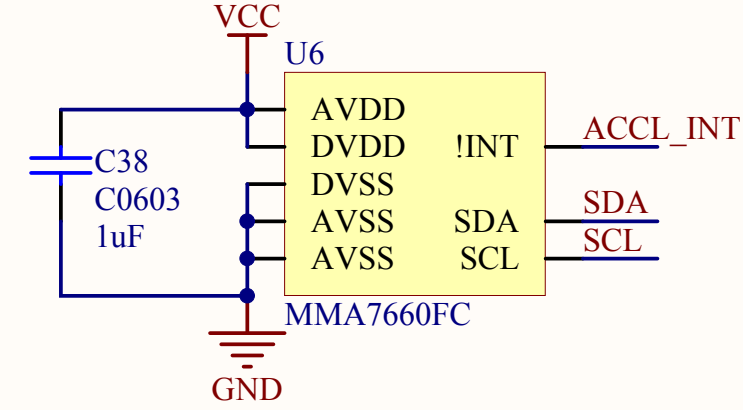 VCC
U6
AVDD
DVDD !INT ACCL_INT
DVSS
AVSS SDA SDA
AVSS SCL SCL
C38
C0603
1uF
MMA7660FC
GND